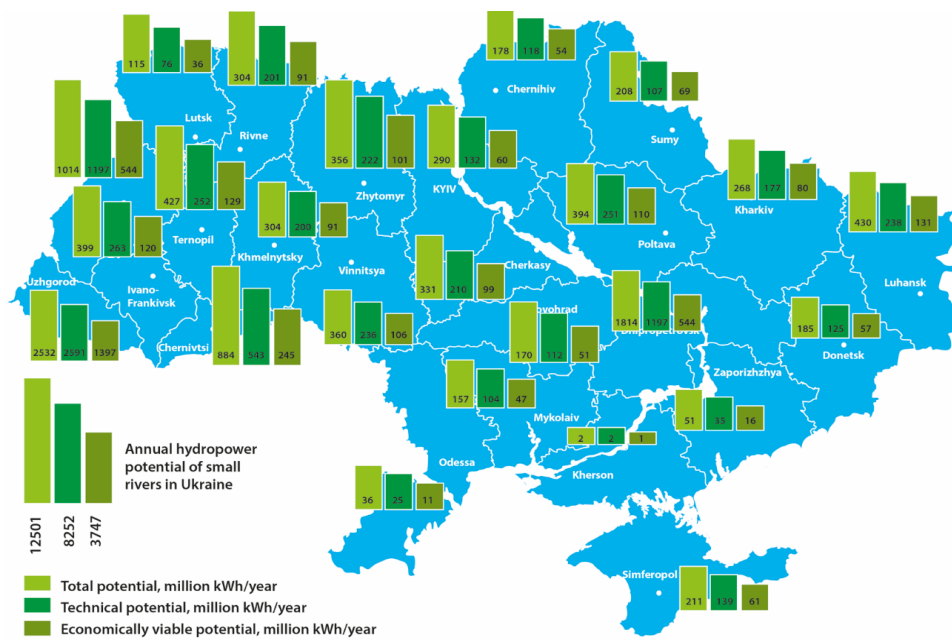 115 76 36
304 201 91
178 118 54
Chernihiv
208 107 69
Sumy
Lutsk
Rivne
1014 1197 544
427 252 129
356 222 101
Zhytomyr
290 132 60
KYIV
268 177 80
Kharkiv
430 238 131
Luhansk
399 263 120
Ternopil
304 200 91
Khmelnytsky
394 251 110
Poltava
Uzhgorod
Ivano-
Frankivsk
Vinnitsya
331 210 99
Cherkasy
2532 2591 1397
Chernivtsi
884 543 245
360 236 106
ovohrad
170 112 51
1814 1197 544
185 125 57
Donetsk
Zaporizhzhya
157 104 47
Mykolaiv
51 35 16
2 2 1
Kherson
Odessa
36 25 11
Annual hydropower
potential of small
rivers in Ukraine
12501
8252
3747
Total potential, million kWh/year
Technical potential, million kWh/year
Economically viable potential, million kWh/year
Simferopol
211 139 61